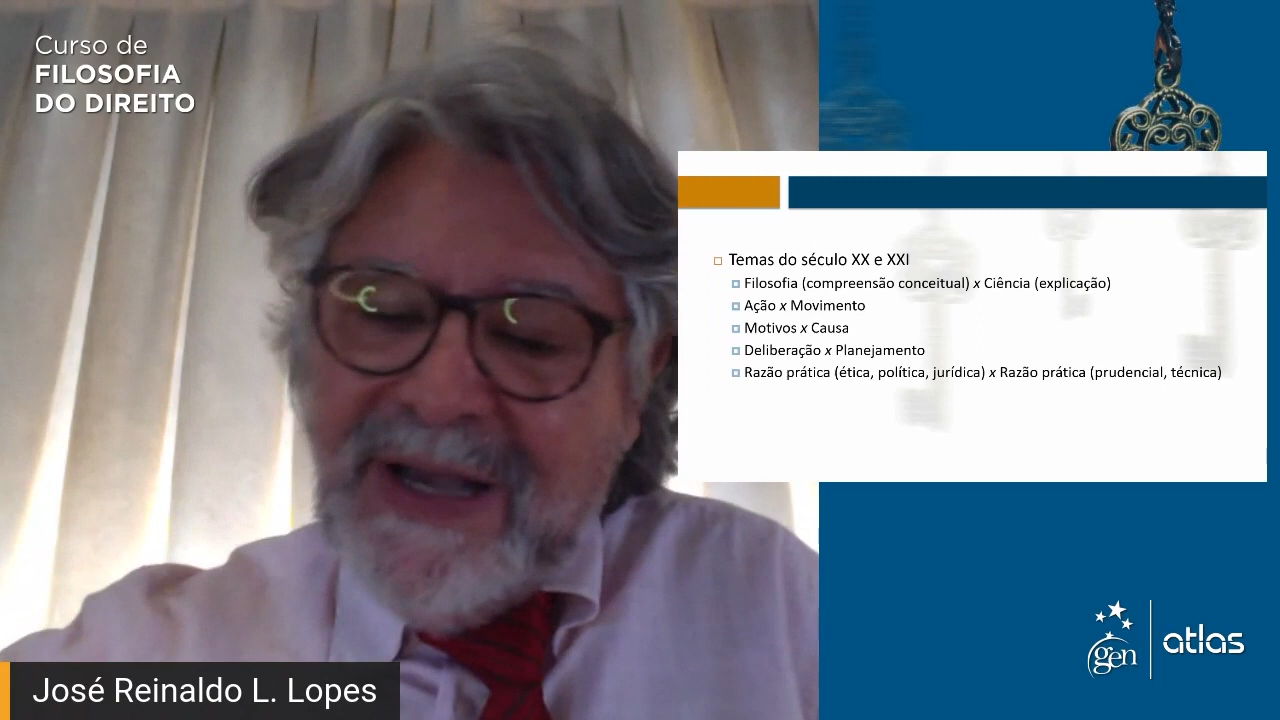 Curso de
FILOSOFIA
DO DIREITO
Temas do século XX e XXI
Filosofia (compreensão conceitual) x Ciência (explicação)
Ação x Movimento
Motivos x Causa
Deliberação x Planejamento
Razão prática (ética, política, jurídica) x Razão prática (prudencial, técnica)
gen
atlas
José Reinaldo L. Lopes